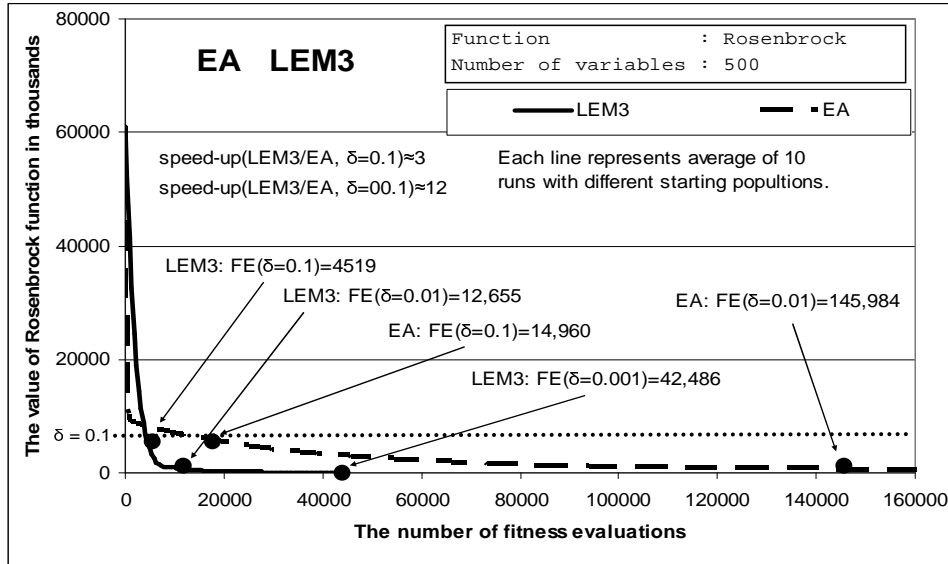 80000
60000
40000
20000
0
δ = 0.1
The value of Rosenbrock function in thousands
EA LEM3
Function : Rosenbrock
Number of variables : 500
LEM3
EA
speed-up(LEM3/EA, δ=0.1)≈3
speed-up(LEM3/EA, δ=00.1)≈12
Each line represents average of 10
runs with different starting popultions.
LEM3: FE(δ=0.1)=4519
LEM3: FE(δ=0.01)=12,655
EA: FE(δ=0.1)=14,960
LEM3: FE(δ=0.001)=42,486
EA: FE(δ=0.01)=145,984
0 20000 40000 60000 80000 100000 120000 140000 160000
The number of fitness evaluations